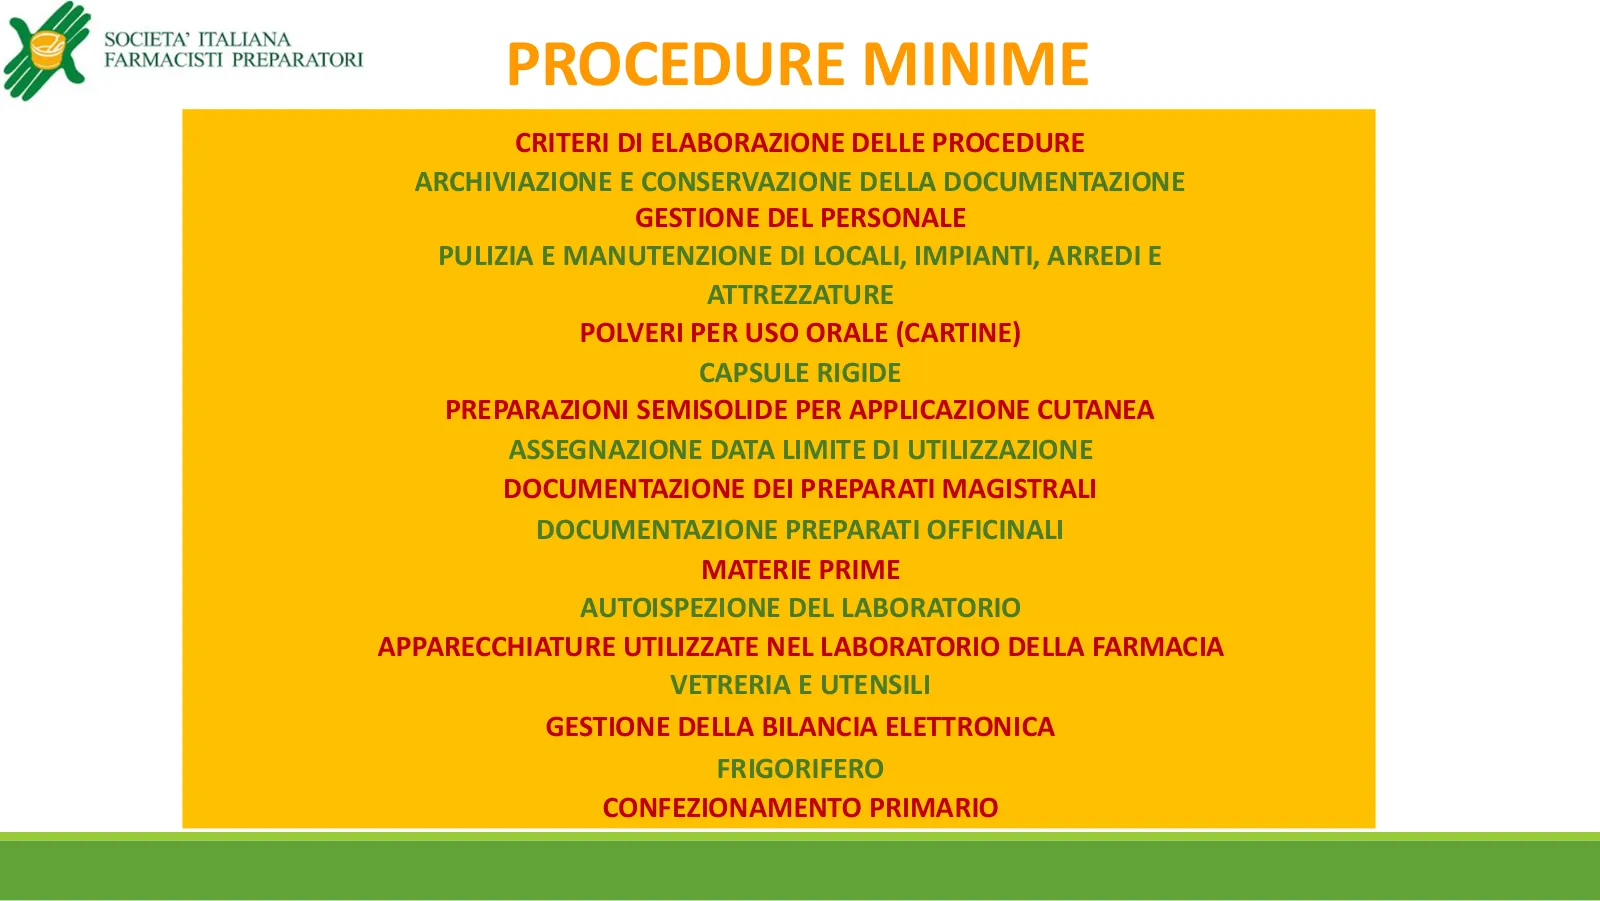 SOCIETA' ITALIANA
FARMACISTI PREPARATORI
PROCEDURE MINIME
CRITERI DI ELABORAZIONE DELLE PROCEDURE
ARCHIVIAZIONE E CONSERVAZIONE DELLA DOCUMENTAZIONE
GESTIONE DEL PERSONALE
PULIZIA E MANUTENZIONE DI LOCALI, IMPIANTI, ARREDI E
ATTREZZATURE
POLVERI PER USO ORALE (CARTINE)
CAPSULE RIGIDE
PREPARAZIONI SEMISOLIDE PER APPLICAZIONE CUTANEA
ASSEGNAZIONE DATA LIMITE DI UTILIZZAZIONE
DOCUMENTAZIONE DEI PREPARATI MAGISTRALI
DOCUMENTAZIONE PREPARATI OFFICINALI
MATERIE PRIME
AUTOISPEZIONE DEL LABORATORIO
APPARECCHIATURE UTILIZZATE NEL LABORATORIO DELLA FARMACIA
VETRERIA E UTENSILI
GESTIONE DELLA BILANCIA ELETTRONICA
FRIGORIFERO
CONFEZIONAMENTO PRIMARIO